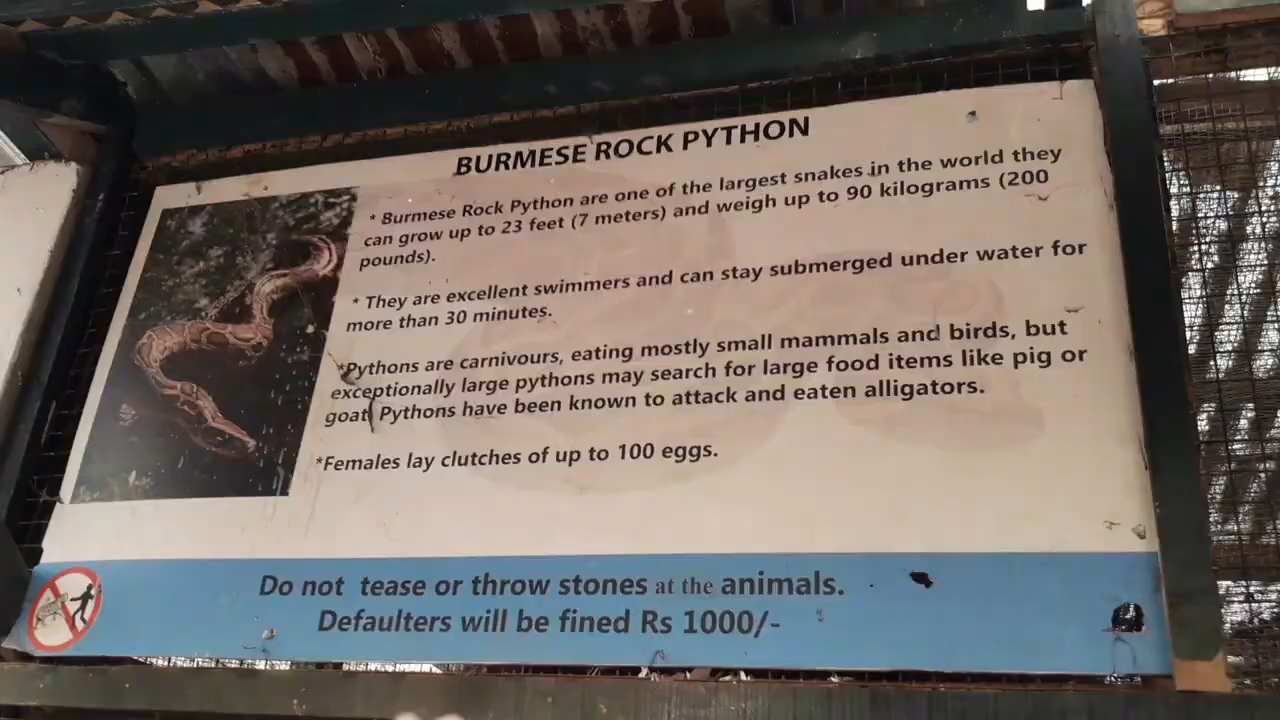 BURMESE ROCK PYTHON
* Burmese Rock Python are one of the largest snakes in the world they
can grow up to 23 feet (7 meters) and weigh up to 90 kilograms (200
pounds).
* They are excellent swimmers and can stay submerged under water for
more than 30 minutes.
*Pythons are carnivours, eating mostly small mammals and birds, but
exceptionally large pythons may search for large food items like pig or
goat. Pythons have been known to attack and eaten alligators.
*Females lay clutches of up to 100 eggs.
Do not tease or throw stones at the animals.
Defaulters will be fined Rs 1000/-